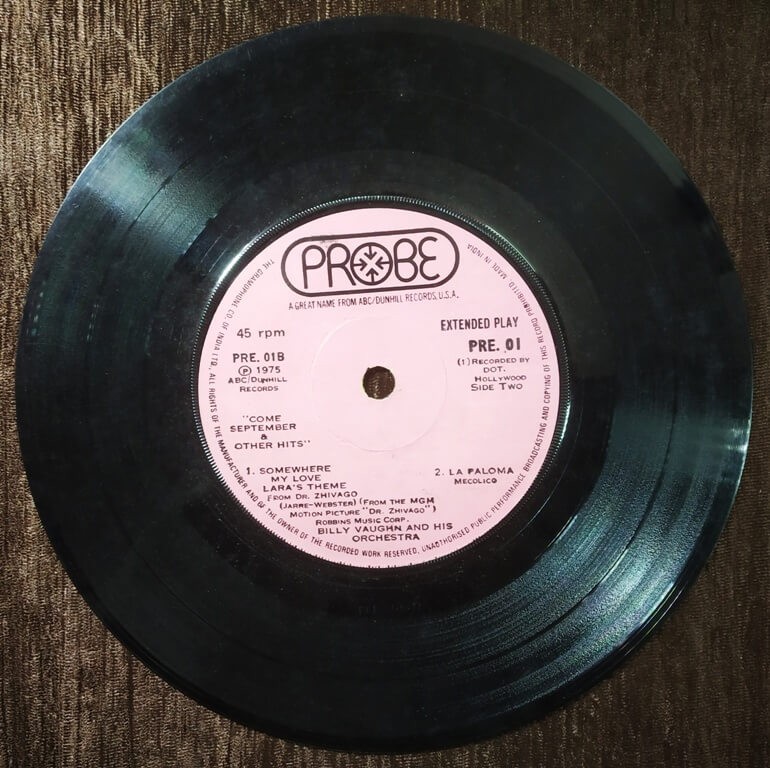 PROBE
A GREAT NAME FROM ABC/DUNHILL RECORDS, U.S.A.
45 rpm
PRE. 01B
Ⓟ 1975
ABC/DUNHILL
RECORDS
EXTENDED PLAY
PRE. 01
(1) RECORDED BY
DOT.
HOLLYWOOD
SIDE TWO
"COME
SEPTEMBER
&
OTHER HITS"
1. SOMEWHERE
MY LOVE
LARA'S THEME
FROM DR. ZHIVAGO
(JARRE-WEBSTER) (FROM THE MGM
MOTION PICTURE "DR. ZHIVAGO")
ROBBINS MUSIC CORP.
2. LA PALOMA
MECOLICO
BILLY VAUGHN AND HIS
ORCHESTRA
THE GRAMOPHONE CO. OF INDIA LTD. ALL RIGHTS OF THE MANUFACTURER AND OF THE OWNER OF THE RECORDED WORK RESERVED, UNAUTHORISED PUBLIC PERFORMANCE BROADCASTING AND COPYING OF THIS RECORD PROHIBITED. MADE IN INDIA